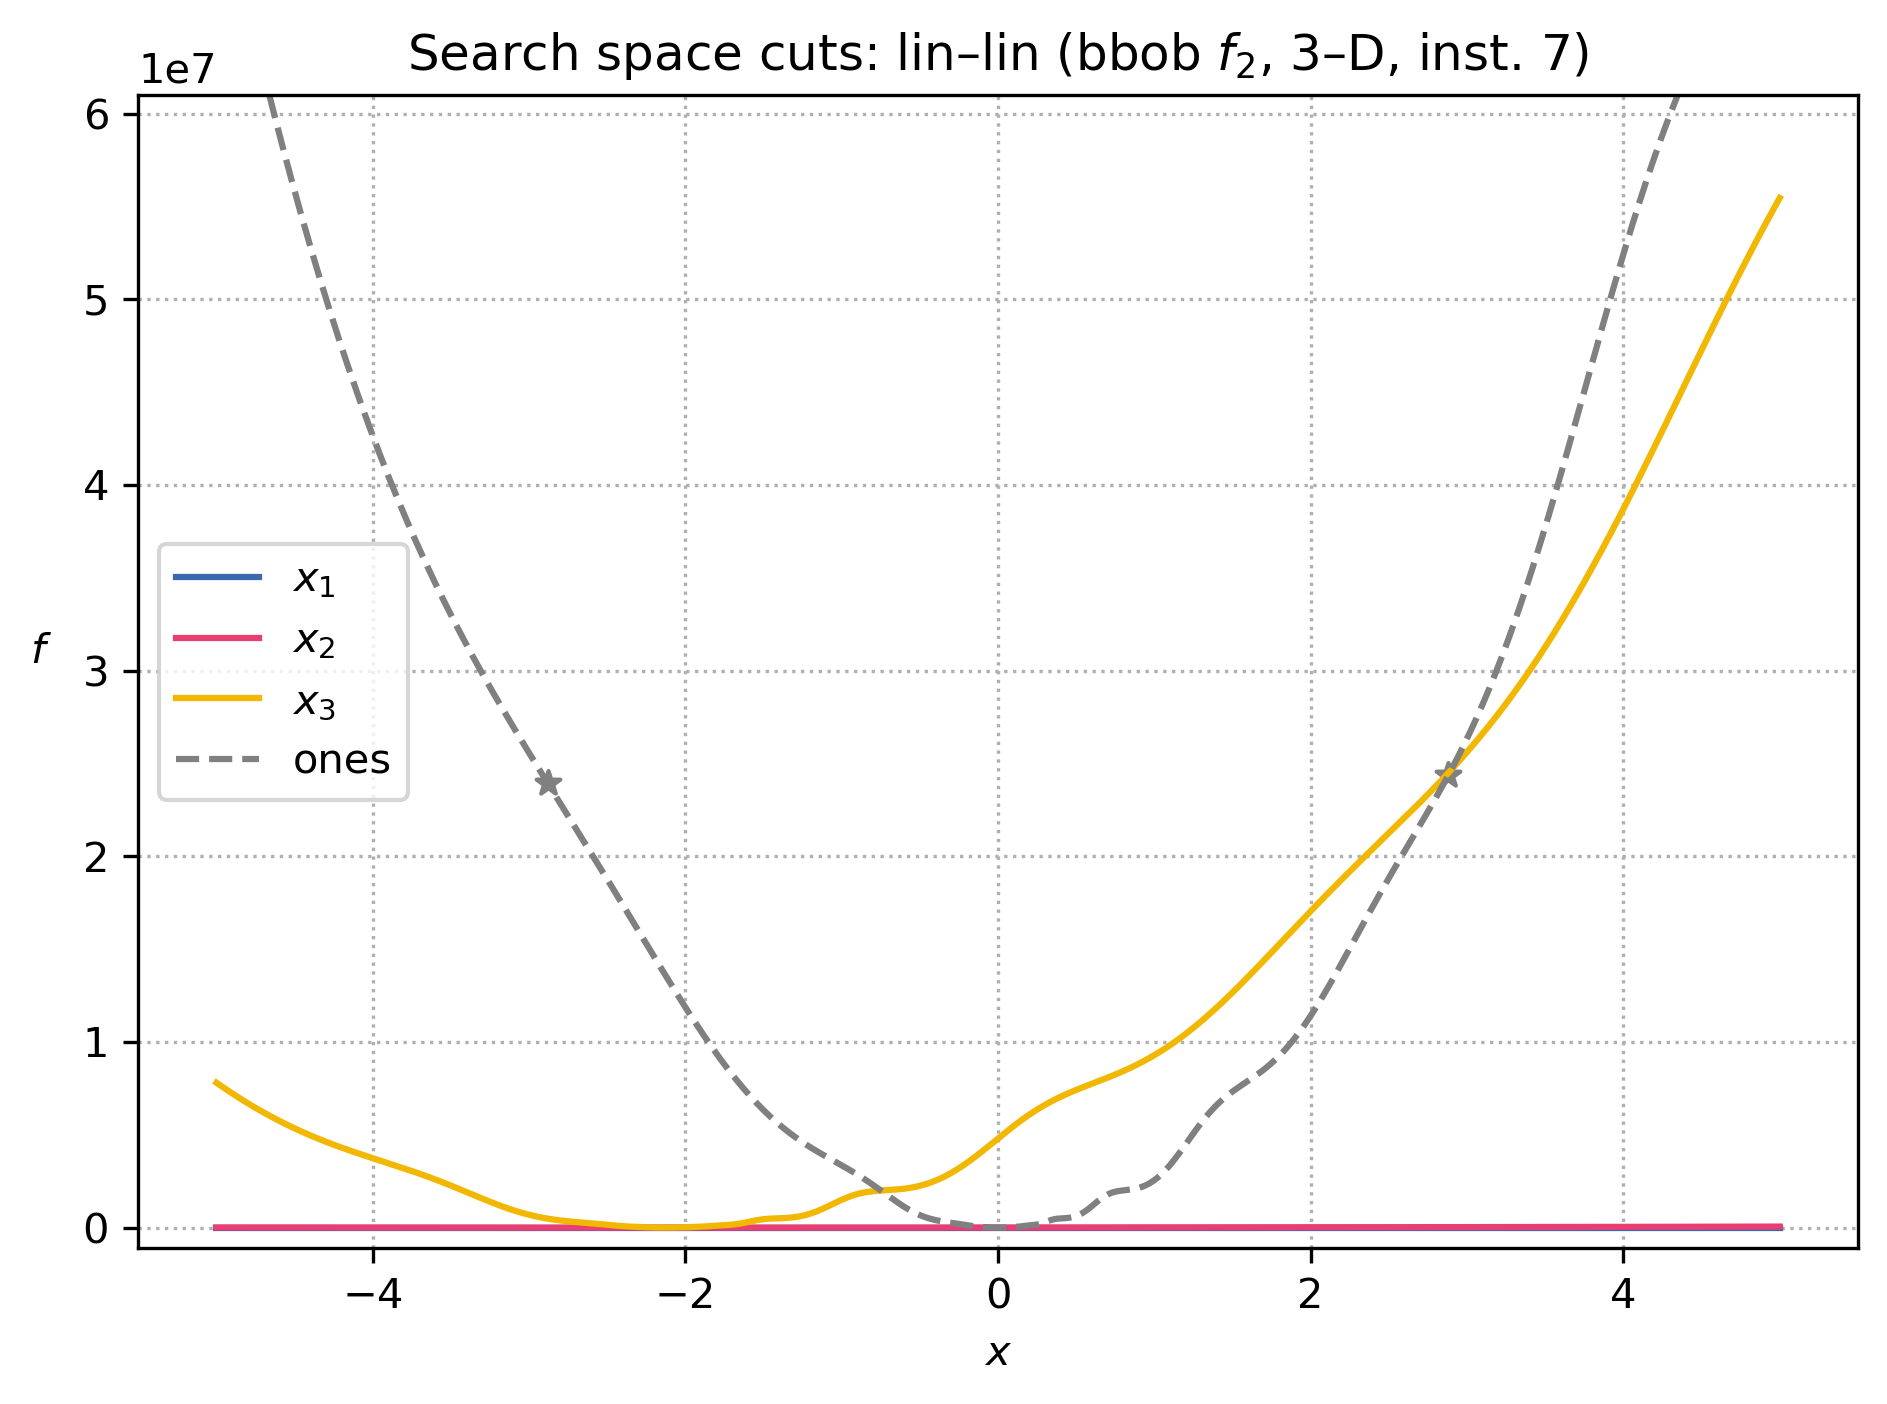 Search space cuts: lin–lin (bbob f₂, 3–D, inst. 7)
1e7
6
5
4
3
2
1
0
f
x₁
x₂
x₃
ones
−4
−2
0
2
4
x